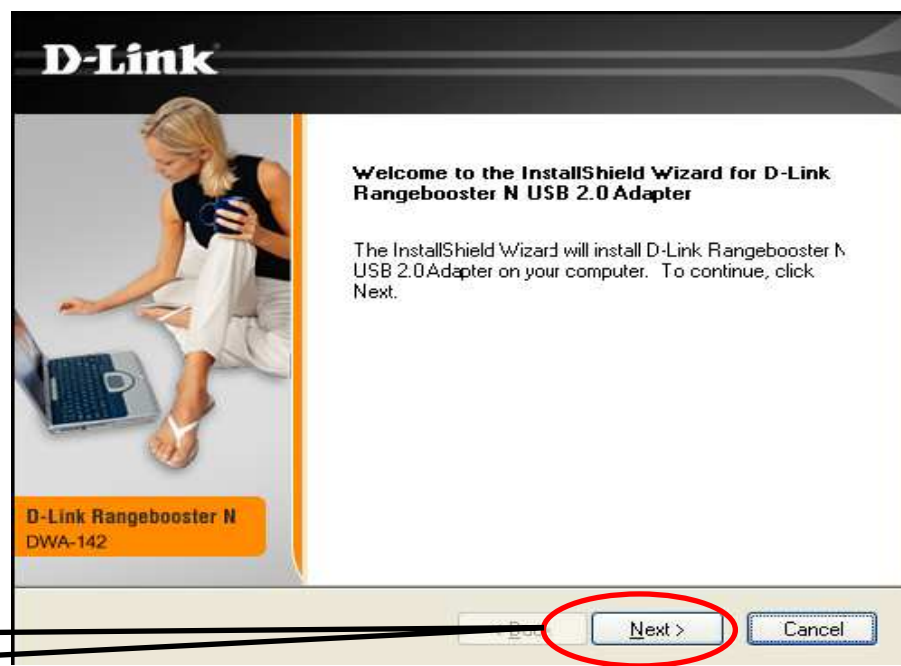 D-Link
Welcome to the InstallShield Wizard for D-Link
Rangebooster N USB 2.0 Adapter
The InstallShield Wizard will install D-Link Rangebooster N
USB 2.0 Adapter on your computer. To continue, click
Next.
D-Link Rangebooster N
DWA-142
Next >
Cancel